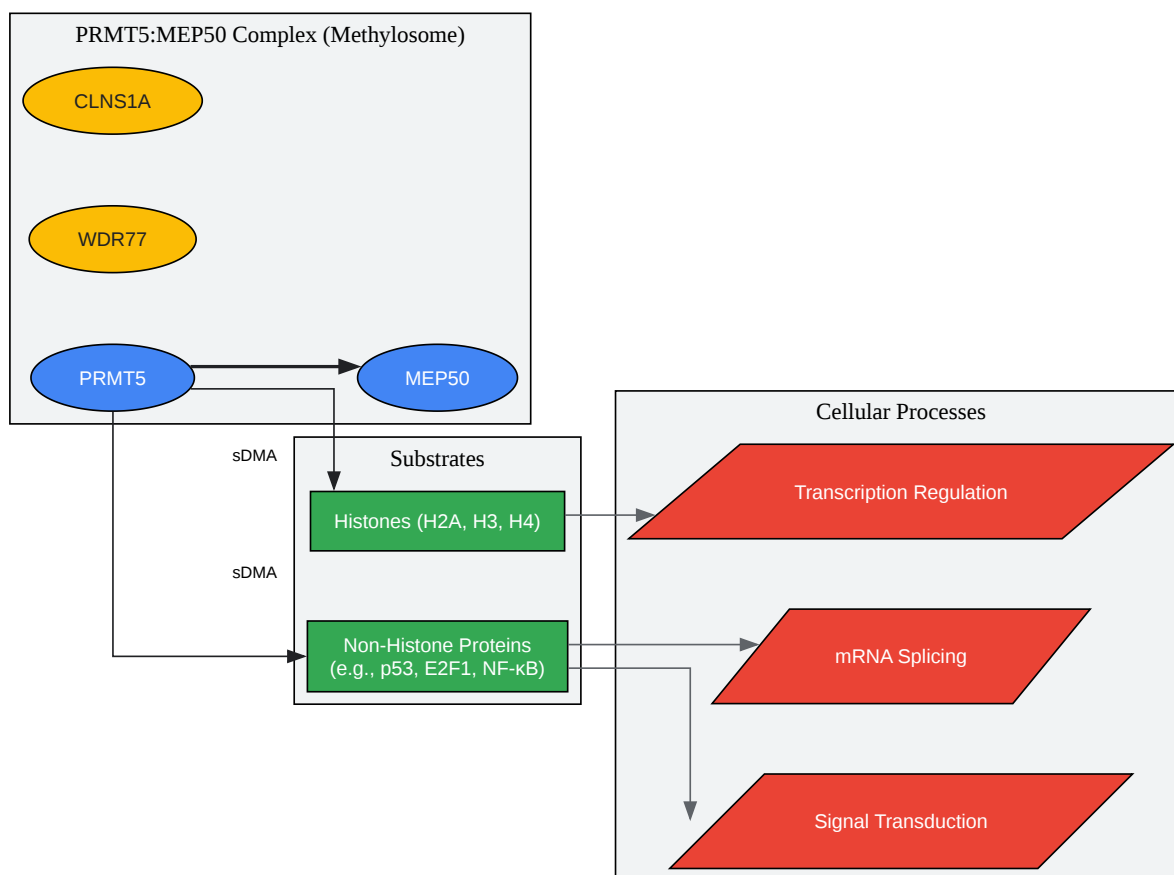 PRMT5:MEP50 Complex (Methylosome)
CLNS1A
WDR77
PRMT5
MEP50
sDMA
sDMA
Substrates
Histones (H2A, H3, H4)
Non-Histone Proteins
(e.g., p53, E2F1, NF-κB)
Cellular Processes
Transcription Regulation
mRNA Splicing
Signal Transduction